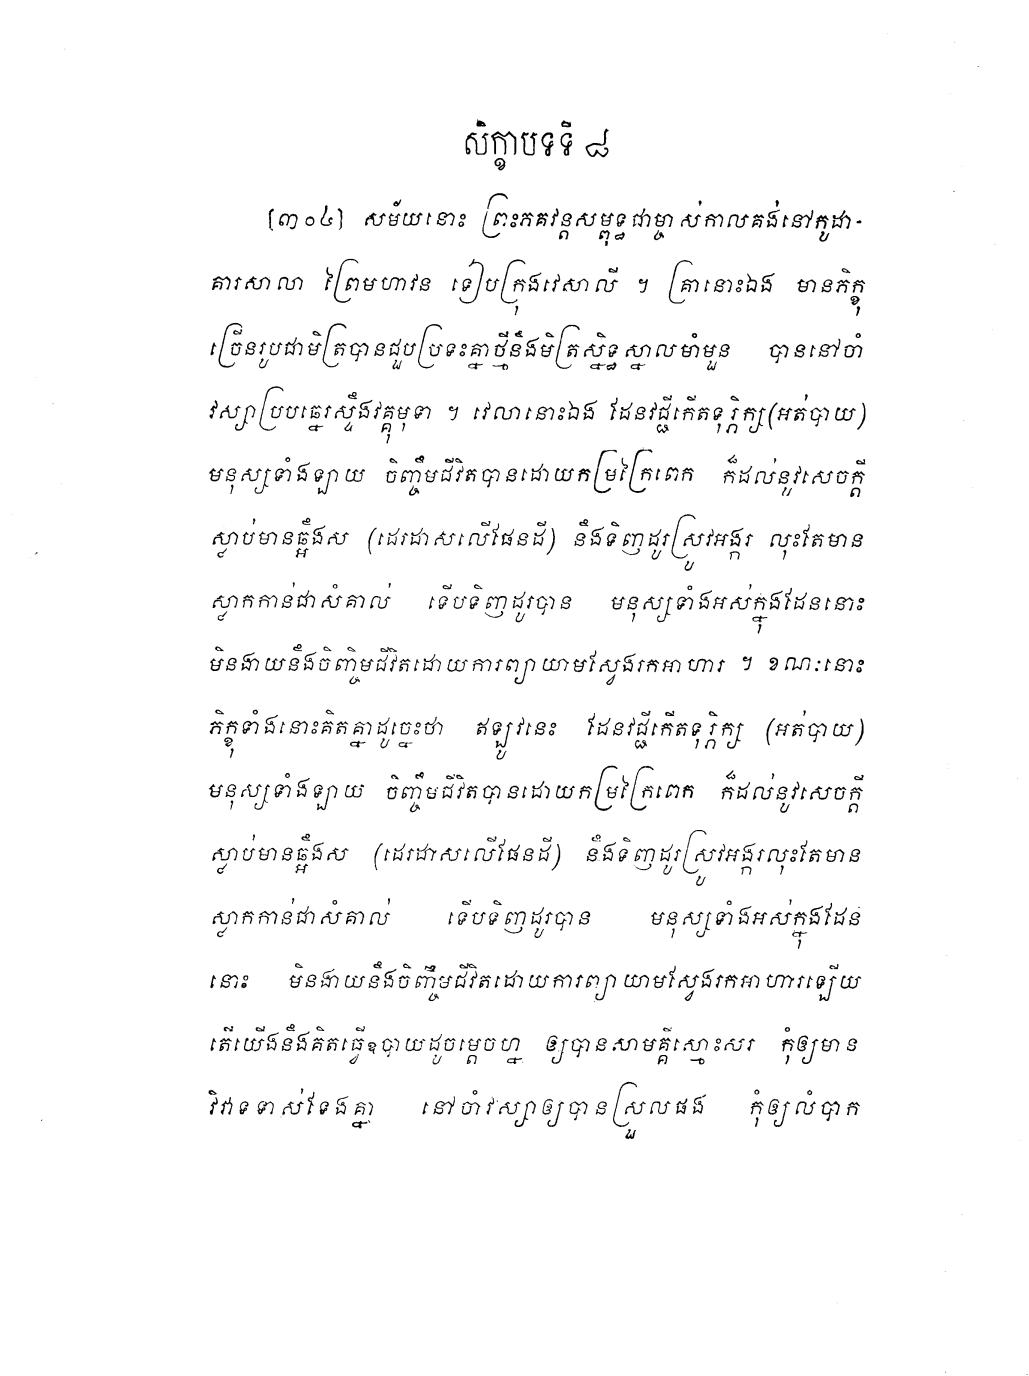 សិក្ខាបទទី ៨
[៣០៤] សម័យនោះ ព្រះភគវន្តសម្ពុទ្ធជាម្ចាស់កាលគង់នៅកូដា-
គារសាលា ព្រៃមហាវន ទៀបក្រុងវេសាលី ។ គ្រានោះឯង មានភិក្ខុ
ច្រើនរូបជាមិត្របានជួបប្រទះគ្នាថ្មីនឹងមិត្រស្និទ្ធស្នាលមាំមួន បាននៅចាំ
វស្សាប្របឆ្នេរស្ទឹងវគ្គុមុទា ។ វេលានោះឯង ដែនវជ្ជីកើតទុរ្ភិក្ស(អត់បាយ)
មនុស្សទាំងឡាយ ចិញ្ចឹមជីវិតបានដោយកម្រក្រៃពេក ក៏ដល់នូវសេចក្ដី
ស្លាប់មានឆ្អឹងស (ដេរដាសលើផែនដី) នឹងទិញដូរស្រូវអង្ករ លុះតែមាន
ស្លាកកាន់ជាសំគាល់ ទើបទិញដូរបាន មនុស្សទាំងអស់ក្នុងដែននោះ
មិនងាយនឹងចិញ្ចិមជីវិតដោយការព្យាយាមស្វែងរកអាហារ ។ ខណៈនោះ
ភិក្ខុទាំងនោះគិតគ្នាដូច្នេះថា ឥឡូវនេះ ដែនវជ្ជីកើតទុរ្ភិក្ស (អត់បាយ)
មនុស្សទាំងឡាយ ចិញ្ចឹមជីវិតបានដោយកម្រក្រៃពេក ក៏ដល់នូវសេចក្ដី
ស្លាប់មានឆ្អឹងស (ដេរដាសលើផែនដី) នឹងទិញដូរស្រូវអង្ករលុះតែមាន
ស្លាកកាន់ជាសំគាល់ ទើបទិញដូរបាន មនុស្សទាំងអស់ក្នុងដែន
នោះ មិនងាយនឹងចិញ្ចឹមជីវិតដោយការព្យាយាមស្វែងរកអាហារឡើយ
តើយើងនឹងគិតធ្វើឧបាយដូចម្ដេចហ្ន ឲ្យបានសាមគ្គីស្មោះសរ កុំឲ្យមាន
វិវាទទាស់ទែងគ្នា នៅចាំវស្សាឲ្យបានស្រួលផង កុំឲ្យលំបាក